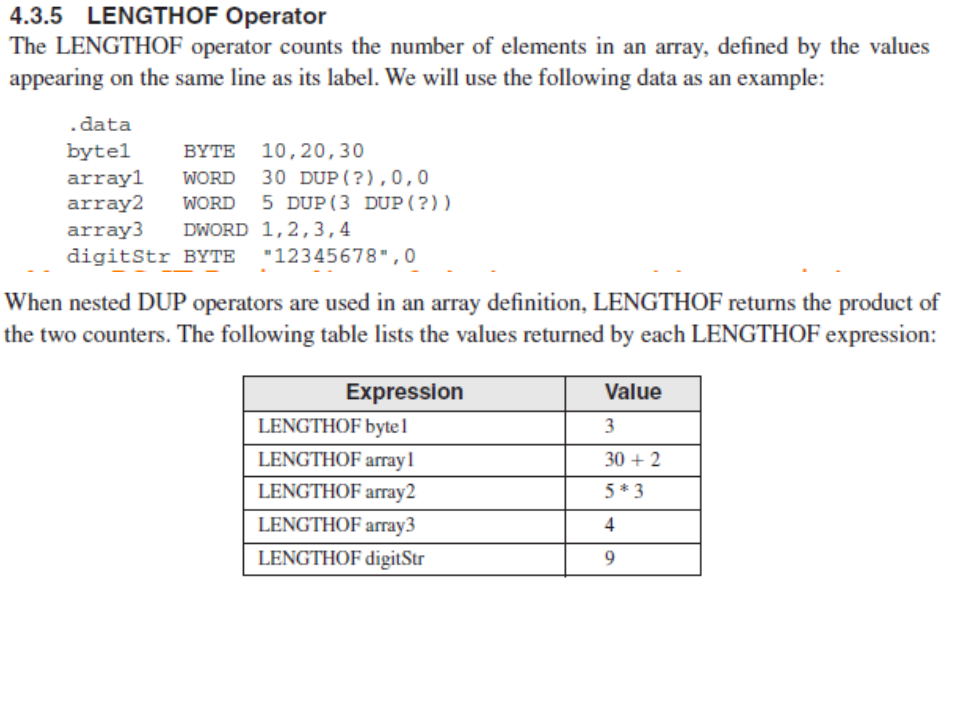 4.3.5 LENGTHOF Operator
The LENGTHOF operator counts the number of elements in an array, defined by the values
appearing on the same line as its label. We will use the following data as an example:
.data
byte1 BYTE 10,20,30
array1 WORD 30 DUP(?),0,0
array2 WORD 5 DUP(3 DUP(?))
array3 DWORD 1,2,3,4
digitStr BYTE "12345678",0
When nested DUP operators are used in an array definition, LENGTHOF returns the product of
the two counters. The following table lists the values returned by each LENGTHOF expression:
Expression Value
LENGTHOF byte1 3
LENGTHOF array1 30 + 2
LENGTHOF array2 5 * 3
LENGTHOF array3 4
LENGTHOF digitStr 9